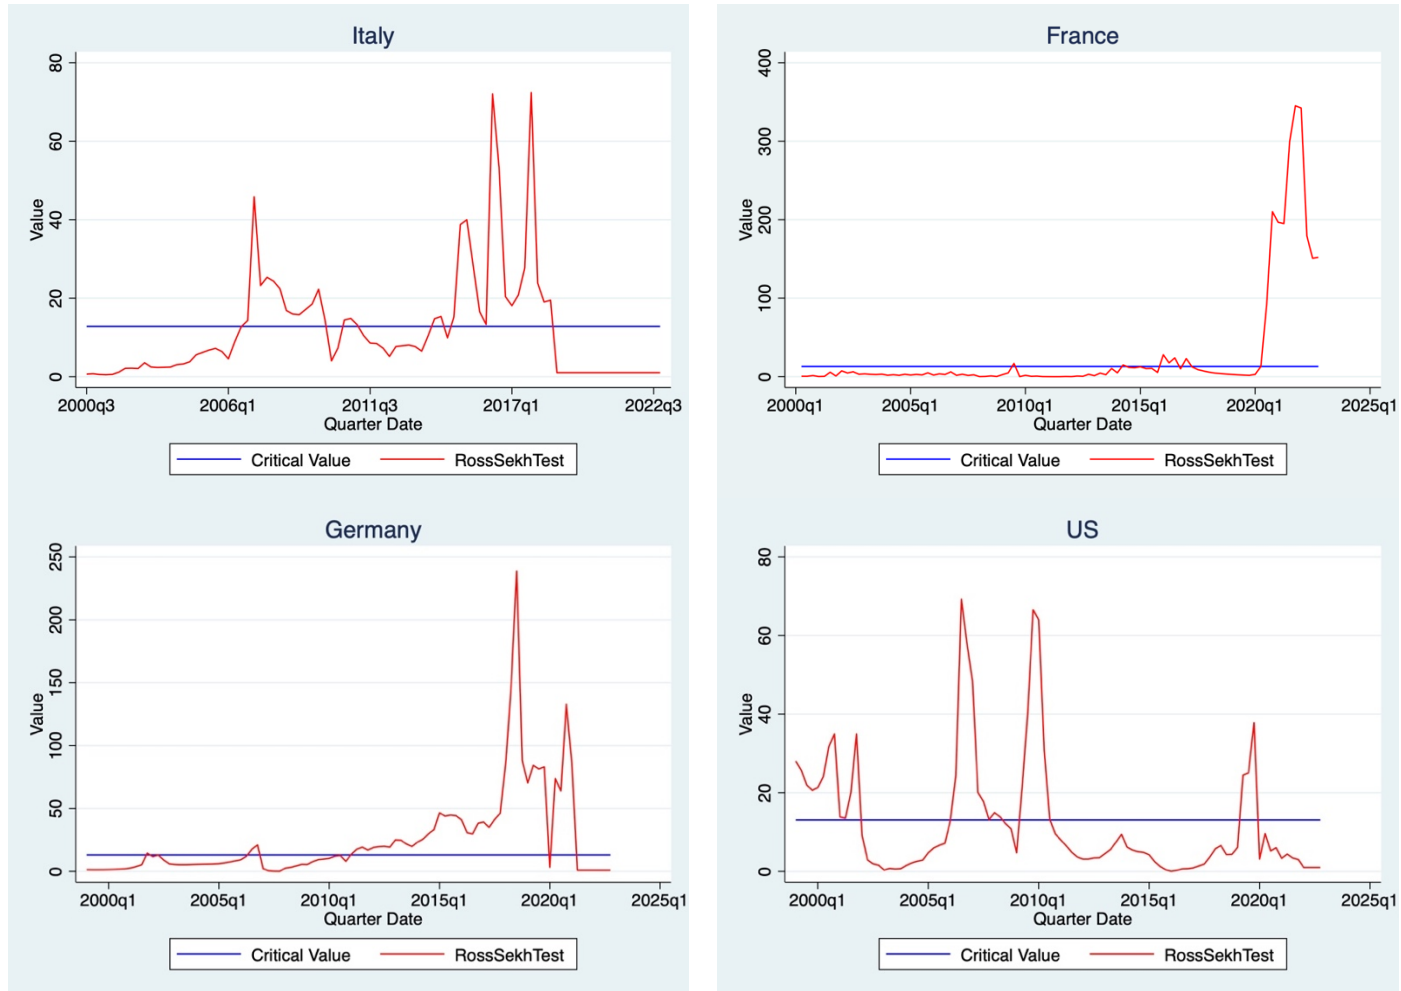 Italy
Value
80
60
40
20
0
2000q3 2006q1 2011q3 2017q1 2022q3
Quarter Date
Critical Value RossSekhTest
France
Value
400
300
200
100
0
2000q1 2005q1 2010q1 2015q1 2020q1 2025q1
Quarter Date
Critical Value RossSekhTest
Germany
Value
250
200
150
100
50
0
2000q1 2005q1 2010q1 2015q1 2020q1 2025q1
Quarter Date
Critical Value RossSekhTest
US
Value
80
60
40
20
0
2000q1 2005q1 2010q1 2015q1 2020q1 2025q1
Quarter Date
Critical Value RossSekhTest